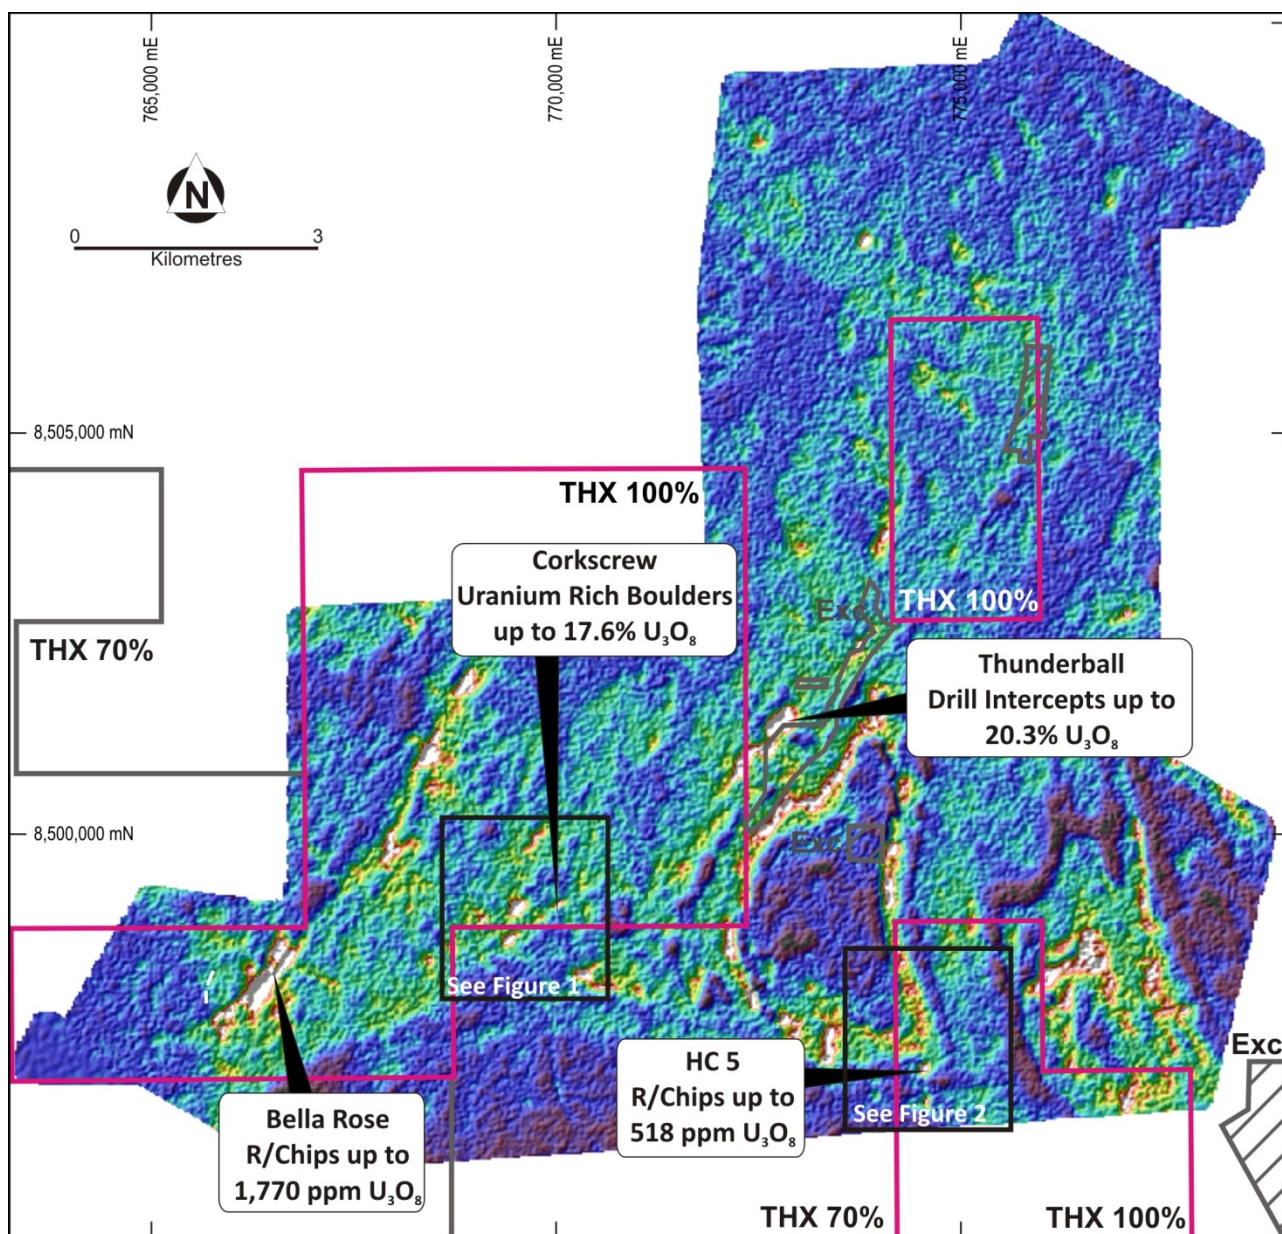 765,000 mE
770,000 mE
775,000 mE
N
0 3
Kilometres
8,505,000 mN
THX 100%
Corkscrew
Uranium Rich Boulders
up to 17.6% U₃O₈
Exc
THX 100%
THX 70%
Thunderball
Drill Intercepts up to
20.3% U₃O₈
8,500,000 mN
Exc
See Figure 1
HC 5
R/Chips up to
518 ppm U₃O₈
See Figure 2
Exc
Bella Rose
R/Chips up to
1,770 ppm U₃O₈
THX 70%
THX 100%